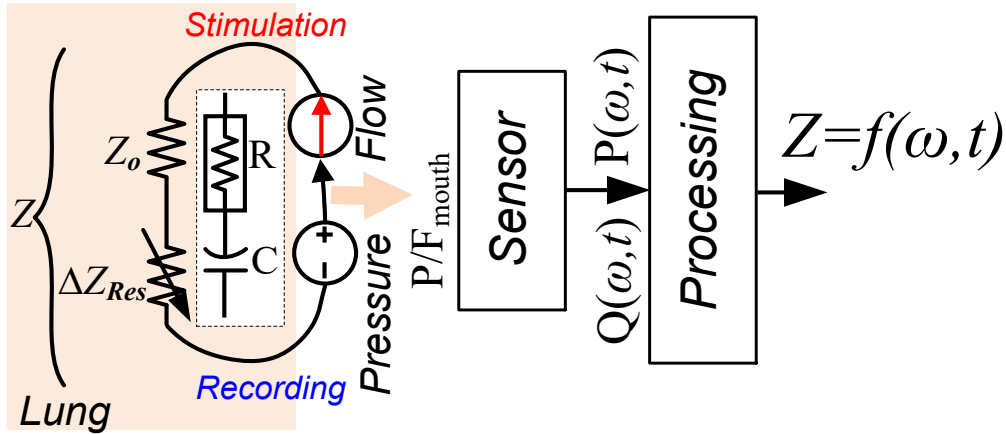 Stimulation
Z
Zo
ΔZRes
R
C
+
-
Flow
Pressure
Recording
Lung
P/Fmouth
Sensor
Q(ω,t) P(ω,t)
Processing
Z=f(ω,t)